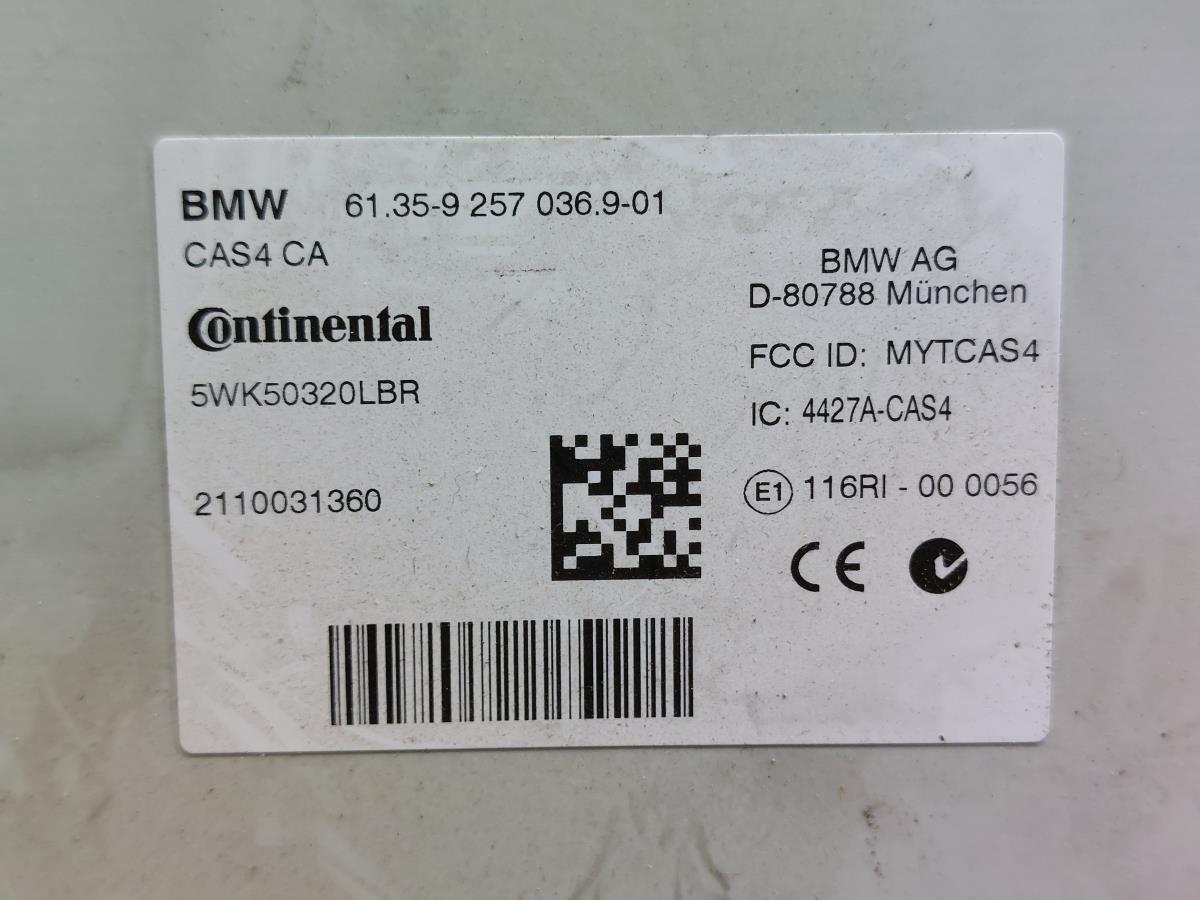 BMW 61.35-9 257 036.9-01
CAS4 CA
Continental
5WK50320LBR
2110031360
BMW AG
D-80788 München
FCC ID: MYTCAS4
IC: 4427A-CAS4
E1 116RI - 00 0056
CE